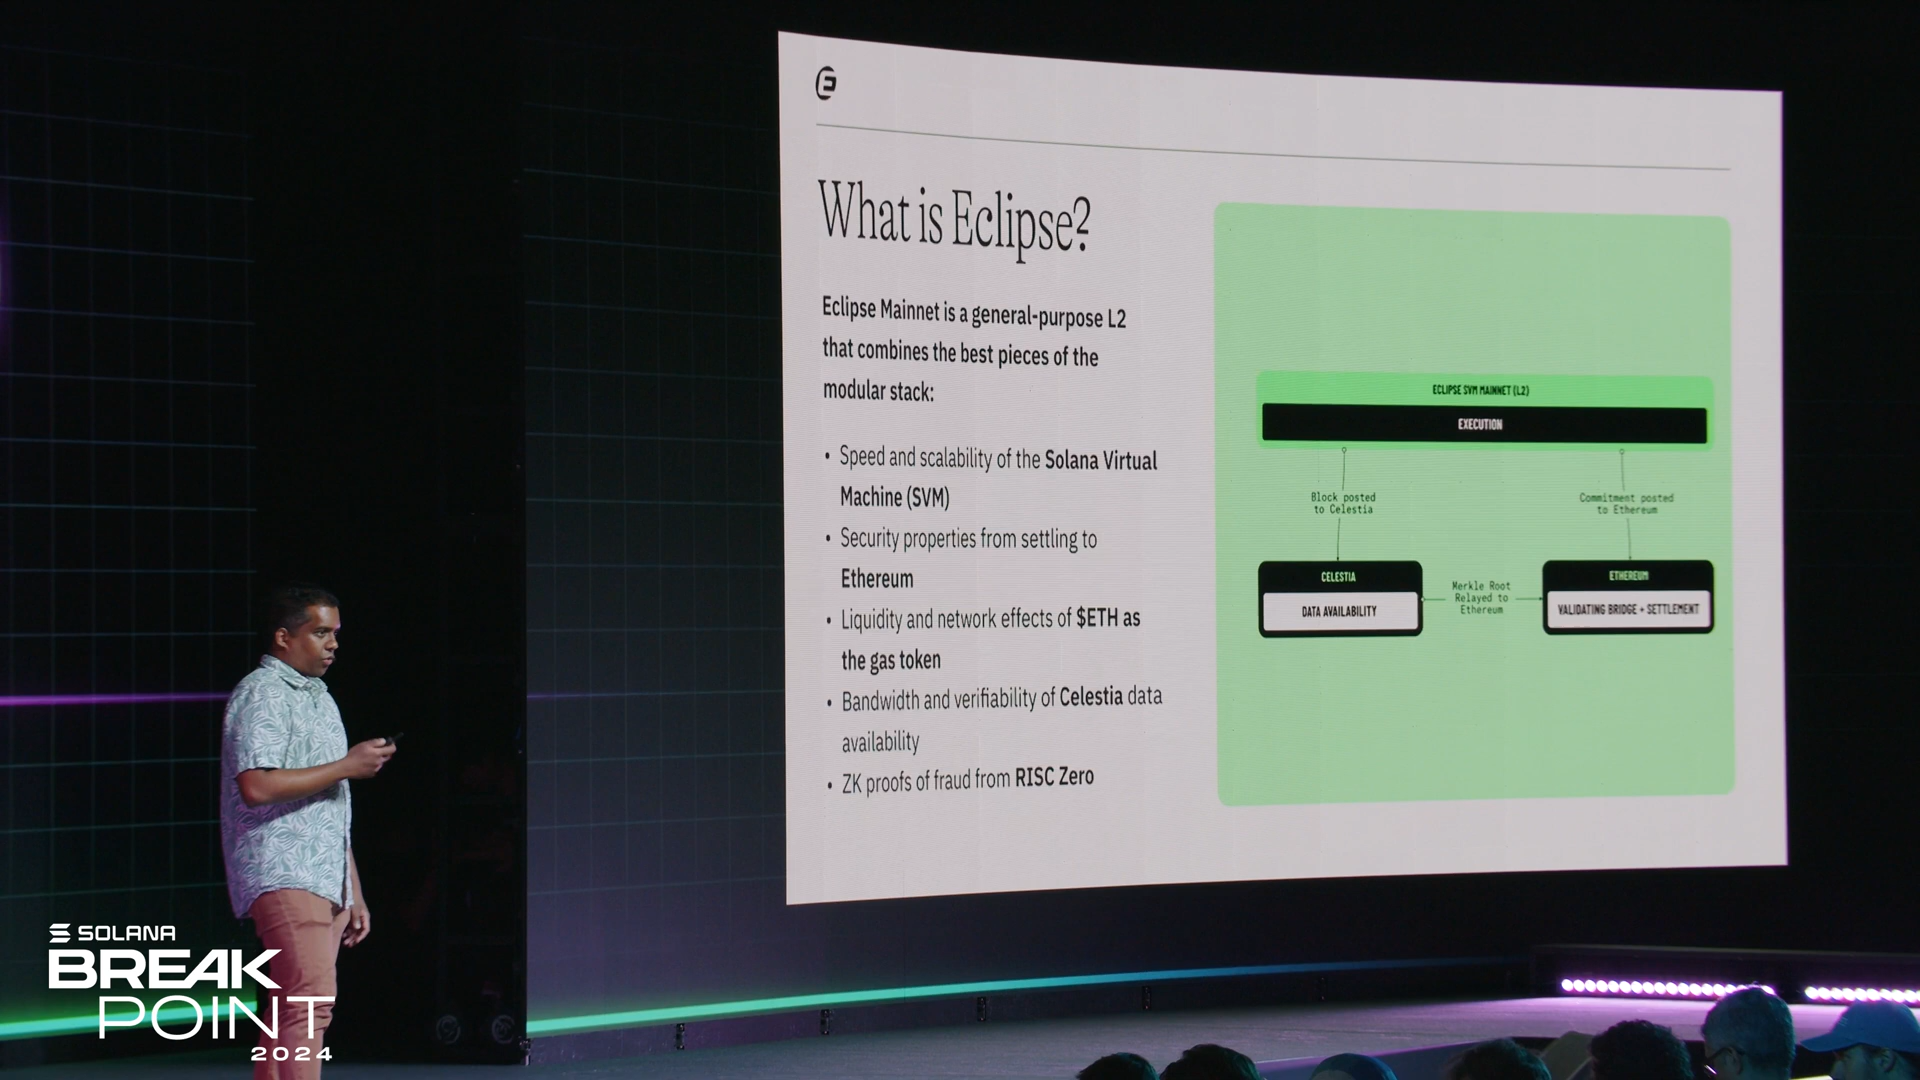 What is Eclipse?
Eclipse Mainnet is a general-purpose L2
that combines the best pieces of the
modular stack:
• Speed and scalability of the Solana Virtual
Machine (SVM)
• Security properties from settling to
Ethereum
• Liquidity and network effects of $ETH as
the gas token
• Bandwidth and verifiability of Celestia data
availability
• ZK proofs of fraud from RISC Zero
ECLIPSE SVM MAINNET (L2)
EXECUTION
Block posted
to Celestia
Commitment posted
to Ethereum
CELESTIA
DATA AVAILABILITY
Merkle Root
Relayed to
Ethereum
ETHEREUM
VALIDATING BRIDGE + SETTLEMENT
SOLANA
BREAK
POINT
2024